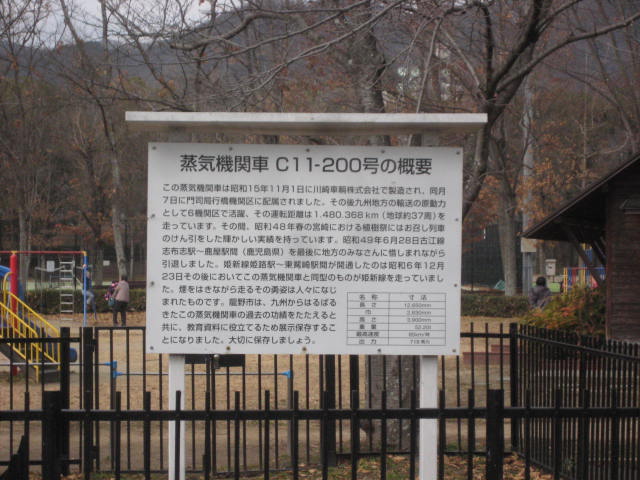 蒸気機関車 C11-200号の概要
この蒸気機関車は昭和15年11月1日に川崎車輌株式会社で製造され、同月
7日に門司局行橋機関区に配属されました。その後九州地方の輸送の原動力
として6機関区で活躍、その運転距離は1.480.368km(地球約37周)を
走っています。その間、昭和48年春の宮崎における植樹祭にはお召し列車
のけん引をした輝かしい実績を持っています。昭和49年6月28日古江線
志布志駅〜鹿屋駅間(鹿児島県)を最後に地方のみなさんに惜しまれながら
引退しました。姫新線姫路駅〜東觜崎駅間が開通したのは昭和6年12月
23日その後においてこの蒸気機関車と同型のものが姫新線を走っていまし
た。煙をはきながら走るその勇姿は人々になじ
まれたものです。龍野市は、九州からはるばる
きたこの蒸気機関車の過去の功績をたたえると
共に、教育資料に役立てるため展示保存するこ
とになりました。大切に保存しましょう。
名称 寸法
長さ 12.650mm
巾 2.830mm
高さ 3.900mm
重量 52.20t
最高速度 85km/時
出力 719馬力